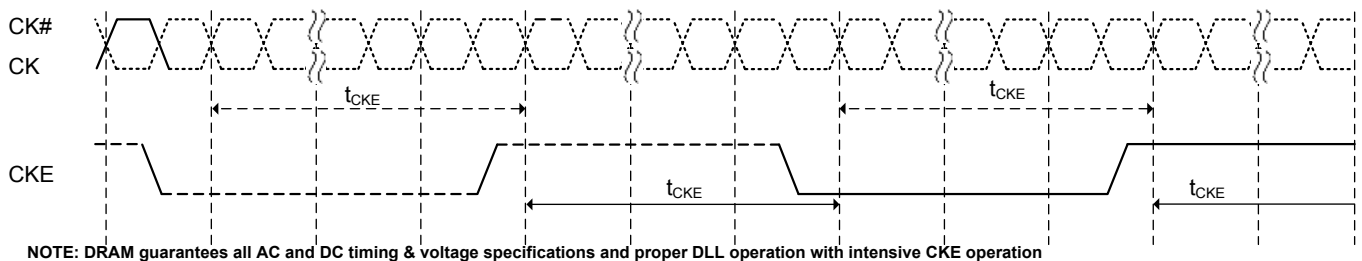 CK#
CK
tCKE
tCKE
CKE
tCKE
tCKE
NOTE: DRAM guarantees all AC and DC timing & voltage specifications and proper DLL operation with intensive CKE operation